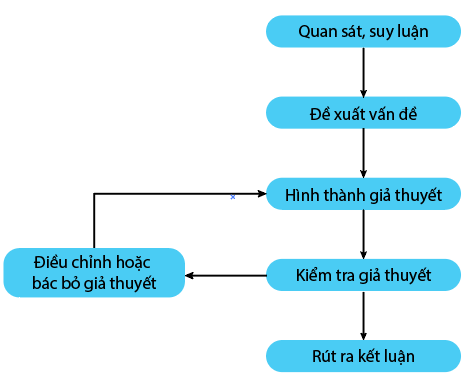 Quan sát, suy luận
Đề xuất vấn dề
Hình thành giả thuyết
Điều chỉnh hoặc
bác bỏ giả thuyết
Kiểm tra giả thuyết
Rút ra kết luận